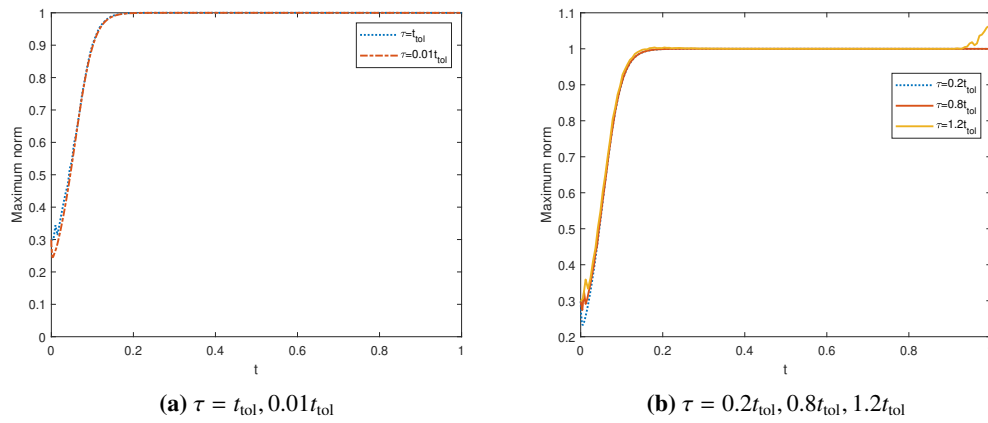 1
0.9
0.8
0.7
0.6
0.5
0.4
0.3
0.2
0.1
0
Maximum norm
0 0.2 0.4 0.6 0.8 1
t
τ=t_tol
τ=0.01t_tol
(a) τ = t_tol, 0.01t_tol
1.1
1
0.9
0.8
0.7
0.6
0.5
0.4
0.3
0.2
Maximum norm
0 0.2 0.4 0.6 0.8
t
τ=0.2t_tol
τ=0.8t_tol
τ=1.2t_tol
(b) τ = 0.2t_tol, 0.8t_tol, 1.2t_tol